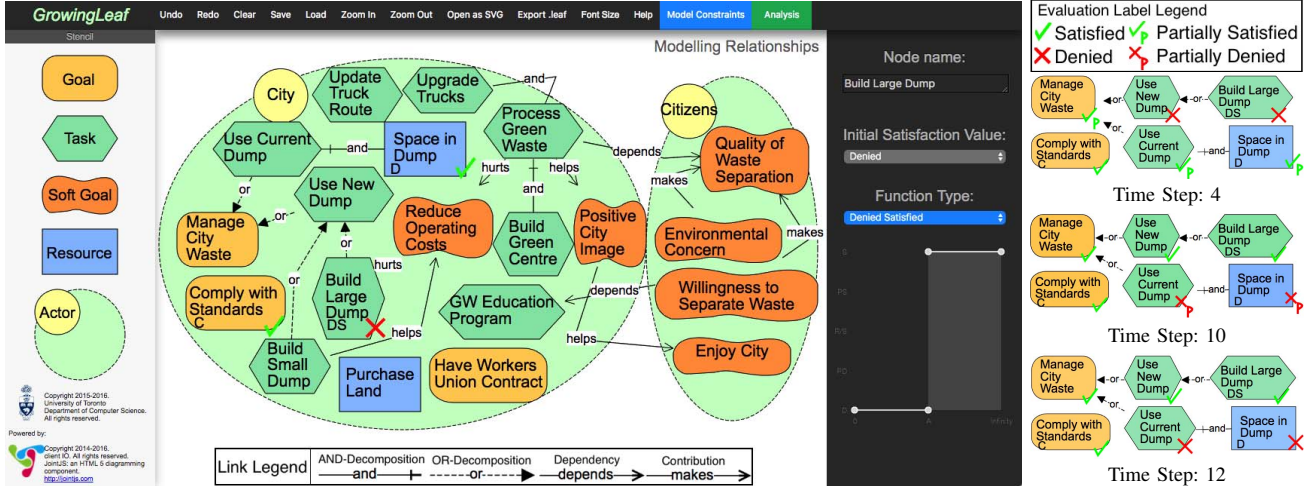 GrowingLeaf
Undo Redo Clear Save Load Zoom In Zoom Out Open as SVG Export .leaf Font Size Help Model Constraints Analysis
Stencil
Goal
Task
Soft Goal
Resource
Actor
Copyright 2015-2016.
University of Toronto
Department of Computer Science.
All rights reserved.
Powered by:
Copyright 2014-2016.
client IO. All rights reserved.
JointJS: an HTML 5 diagramming
component.
http://jointjs.com
Modelling Relationships
City
Update
Truck
Route
Upgrade
Trucks
and
Process
Green
Waste
Use Current
Dump
and
Space in
Dump
D
or
Use New
Dump
or
hurts
helps
and
Manage
City
Waste
Reduce
Operating
Costs
Build
Green
Centre
Positive
City
Image
or
or
hurts
Build
Large
Dump
DS
Comply with
Standards
C
GW Education
Program
helps
Build
Small
Dump
Purchase
Land
Have Workers
Union Contract
Citizens
depends
Quality of
Waste
Separation
makes
Environmental
Concern
makes
depends
Willingness to
Separate Waste
helps
Enjoy City
Link Legend
AND-Decomposition
and
OR-Decomposition
or
Dependency
depends
Contribution
makes
Node name:
Build Large Dump
Initial Satisfaction Value:
Denied
Function Type:
Denied Satisfied
S
PS
R/S
PD
D
0 A Infinity
Evaluation Label Legend
Satisfied P Partially Satisfied
Denied P Partially Denied
Manage
City
Waste
P
or
Use
New
Dump
or
Build Large
Dump
DS
or
Comply with
Standards
C
Use
Current
Dump
P
and
Space in
Dump
D
P
Time Step: 4
Manage
City
Waste
or
Use
New
Dump
or
Build Large
Dump
DS
or
Comply with
Standards
C
Use
Current
Dump
P
and
Space in
Dump
D
P
Time Step: 10
Manage
City
Waste
or
Use
New
Dump
or
Build Large
Dump
DS
or
Comply with
Standards
C
Use
Current
Dump
and
Space in
Dump
D
Time Step: 12